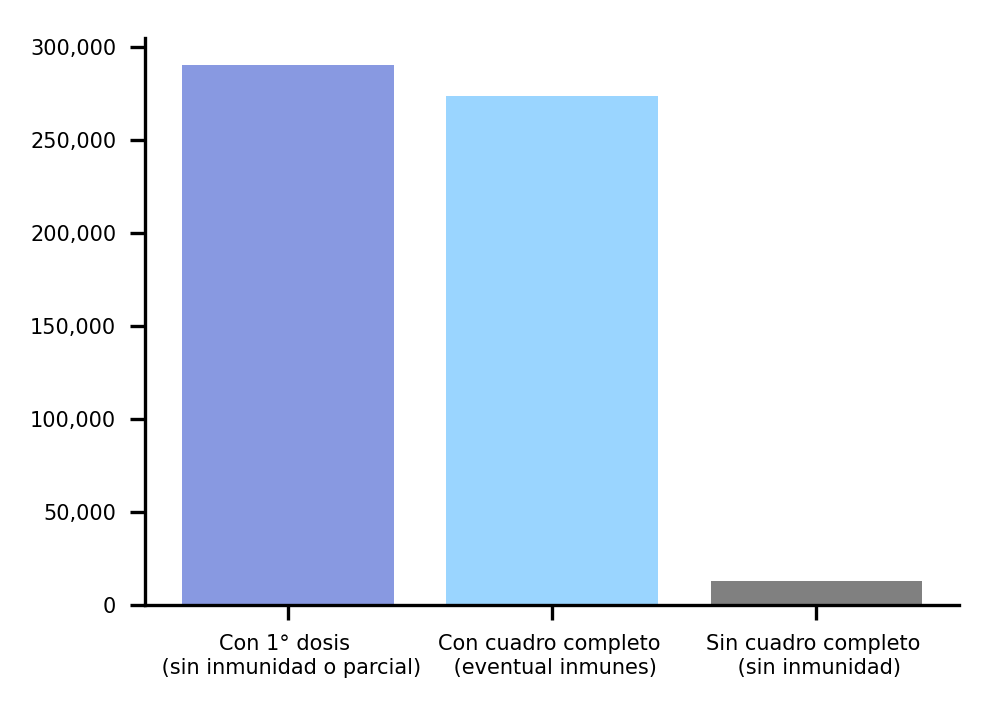 300,000
250,000
200,000
150,000
100,000
50,000
0
Con 1° dosis
(sin inmunidad o parcial)
Con cuadro completo
(eventual inmunes)
Sin cuadro completo
(sin inmunidad)